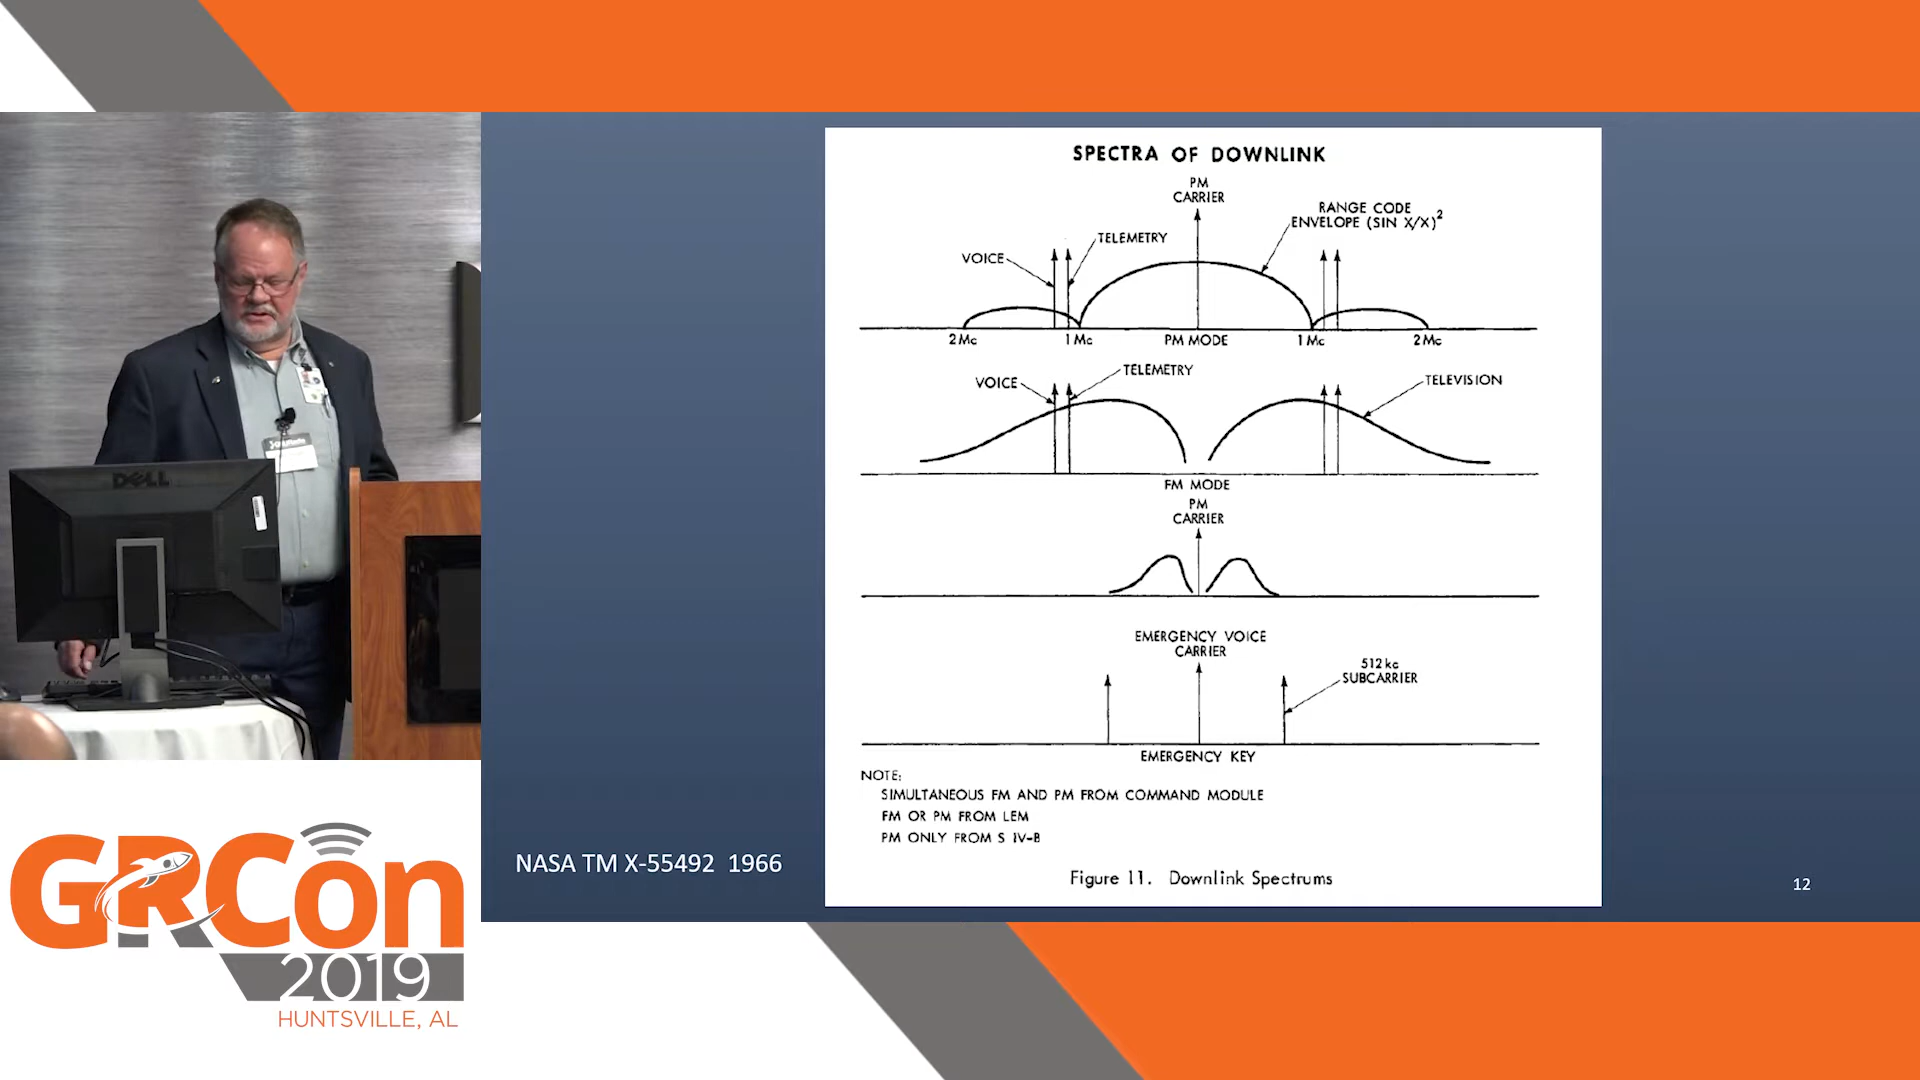 SPECTRA OF DOWNLINK
PM
CARRIER
RANGE CODE
ENVELOPE (SIN X/X)²
TELEMETRY
VOICE
2 Mc
1 Mc
PM MODE
1 Mc
2 Mc
VOICE
TELEMETRY
TELEVISION
FM MODE
PM
CARRIER
EMERGENCY VOICE
CARRIER
512 kc
SUBCARRIER
EMERGENCY KEY
NOTE:
SIMULTANEOUS FM AND PM FROM COMMAND MODULE
FM OR PM FROM LEM
PM ONLY FROM S IV-B
Figure 11. Downlink Spectrums
NASA TM X-55492 1966
12
DELL
GRCon
2019
HUNTSVILLE, AL